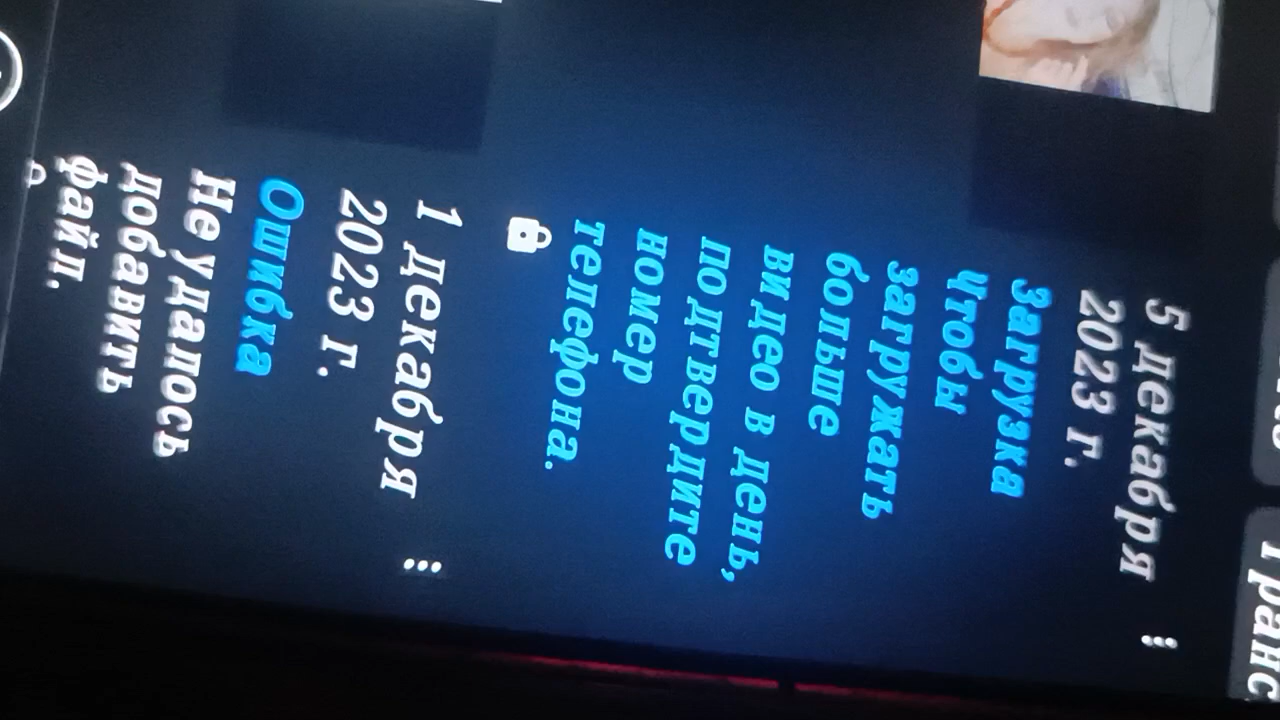 5 декабря
2023 г.
Загрузка
Чтобы
загружать
больше
видео в день,
подтвердите
номер
телефона.
1 декабря
2023 г.
Ошибка
Не удалось
добавить
файл.